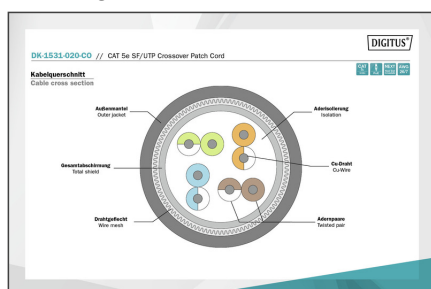 DIGITUS®
DK-1531-020-CO // CAT 5e SF/UTP Crossover Patch Cord
Kabelquerschnitt
Cable cross section
Außenmantel
Outer jacket
Aderisolierung
Isolation
Gesamtabschirmung
Total shield
Cu-Draht
Cu-Wire
Drahtgeflecht
Wire mesh
Adernpaare
Twisted pair